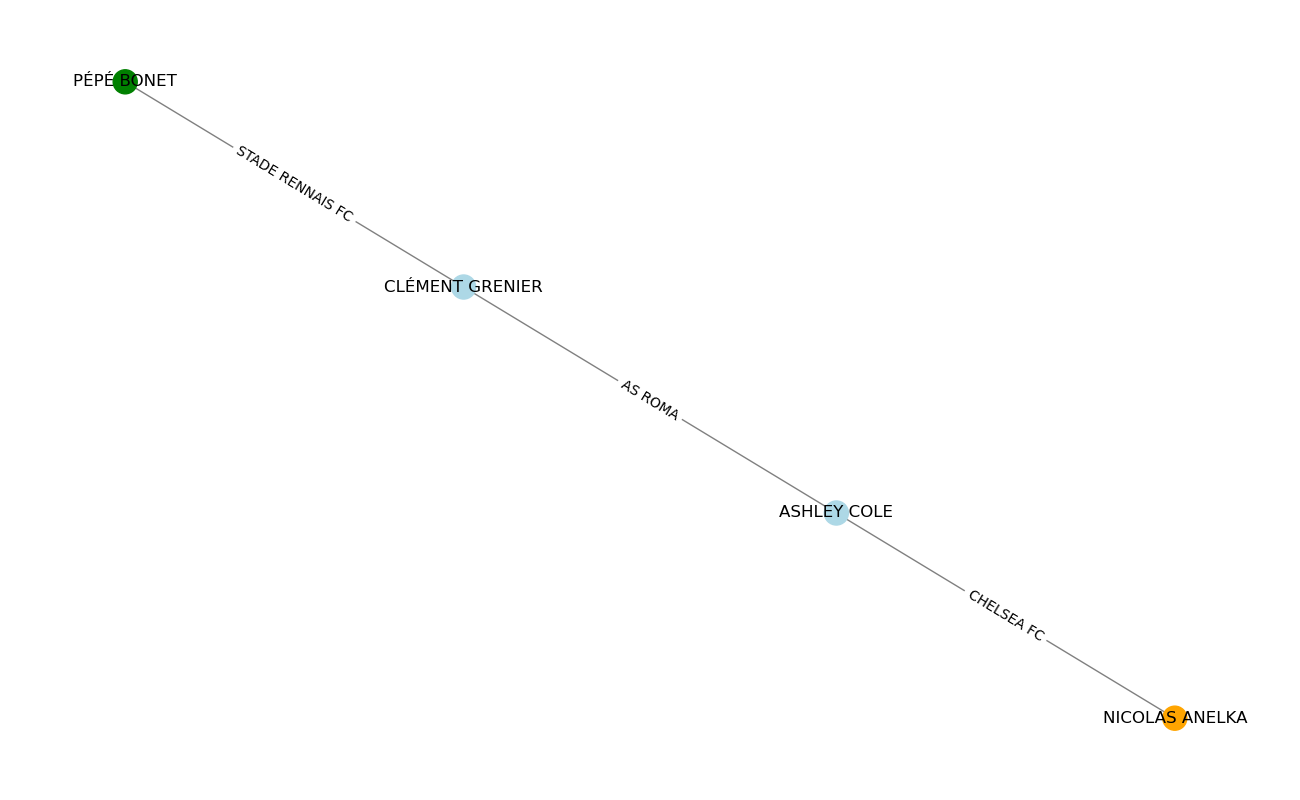 PÉPÉ BONET
STADE RENNAIS FC
CLÉMENT GRENIER
AS ROMA
ASHLEY COLE
CHELSEA FC
NICOLAS ANELKA